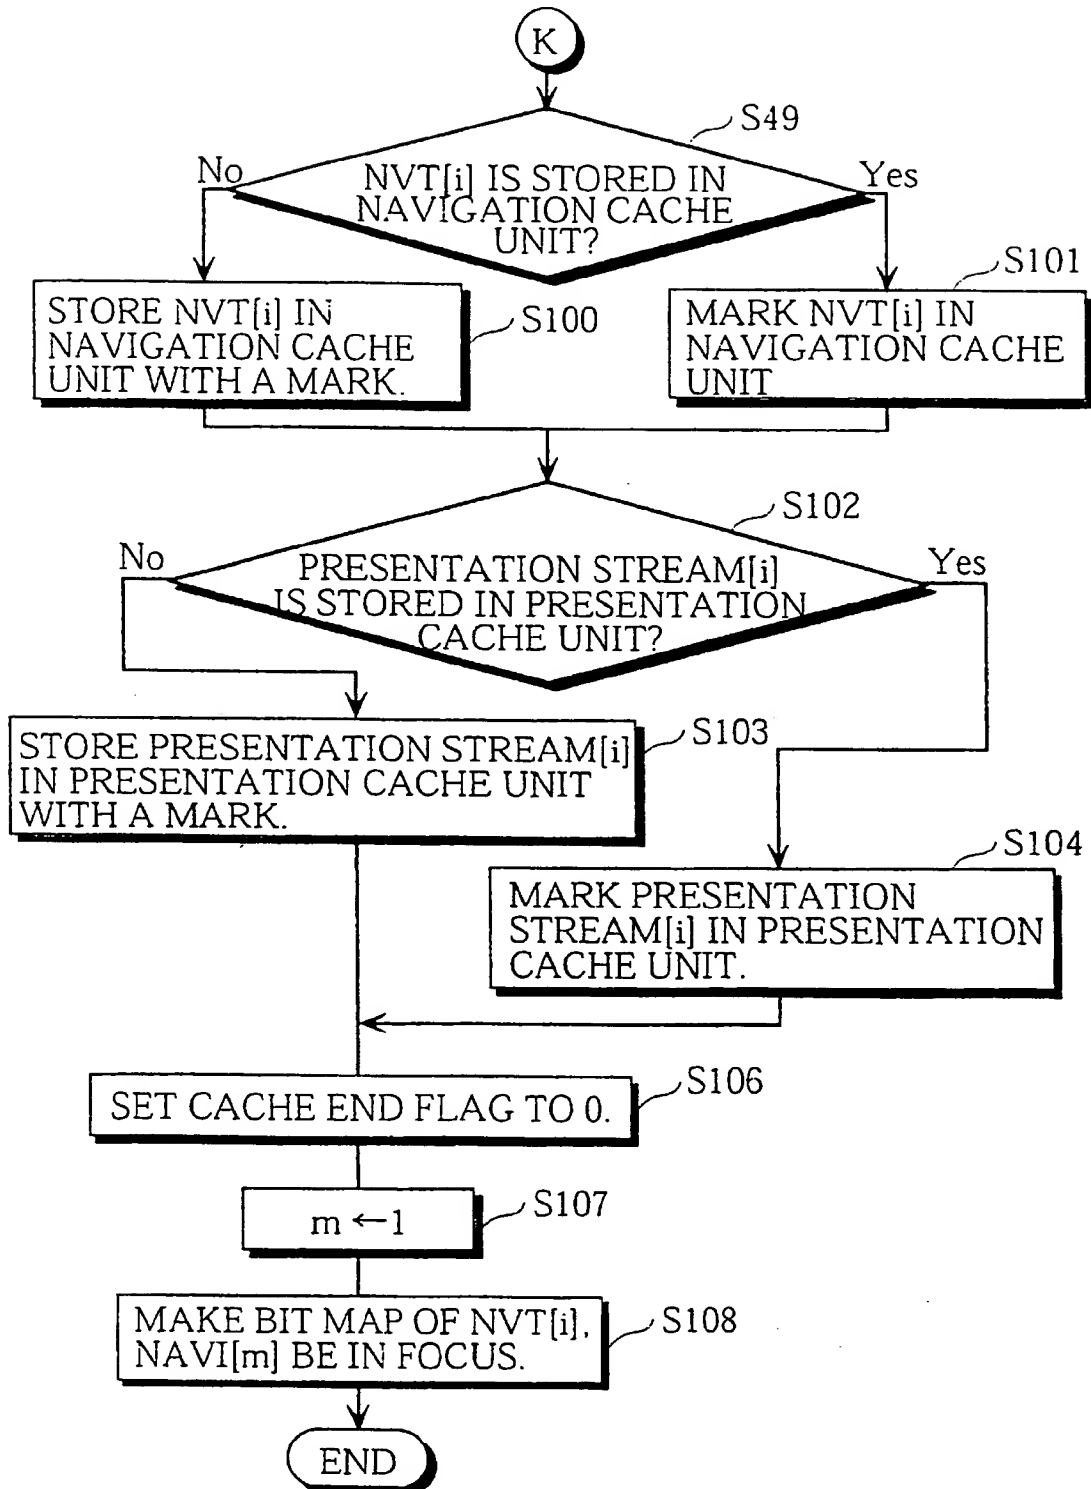 K
S49
No
Yes
NVT[i] IS STORED IN
NAVIGATION CACHE
UNIT?
S101
STORE NVT[i] IN
NAVIGATION CACHE
UNIT WITH A MARK.
S100
MARK NVT[i] IN
NAVIGATION CACHE
UNIT
S102
No
Yes
PRESENTATION STREAM[i]
IS STORED IN PRESENTATION
CACHE UNIT?
STORE PRESENTATION STREAM[i]
IN PRESENTATION CACHE UNIT
WITH A MARK.
S103
S104
MARK PRESENTATION
STREAM[i] IN PRESENTATION
CACHE UNIT.
SET CACHE END FLAG TO 0.
S106
m ←1
S107
MAKE BIT MAP OF NVT[i],
NAVI[m] BE IN FOCUS.
S108
END